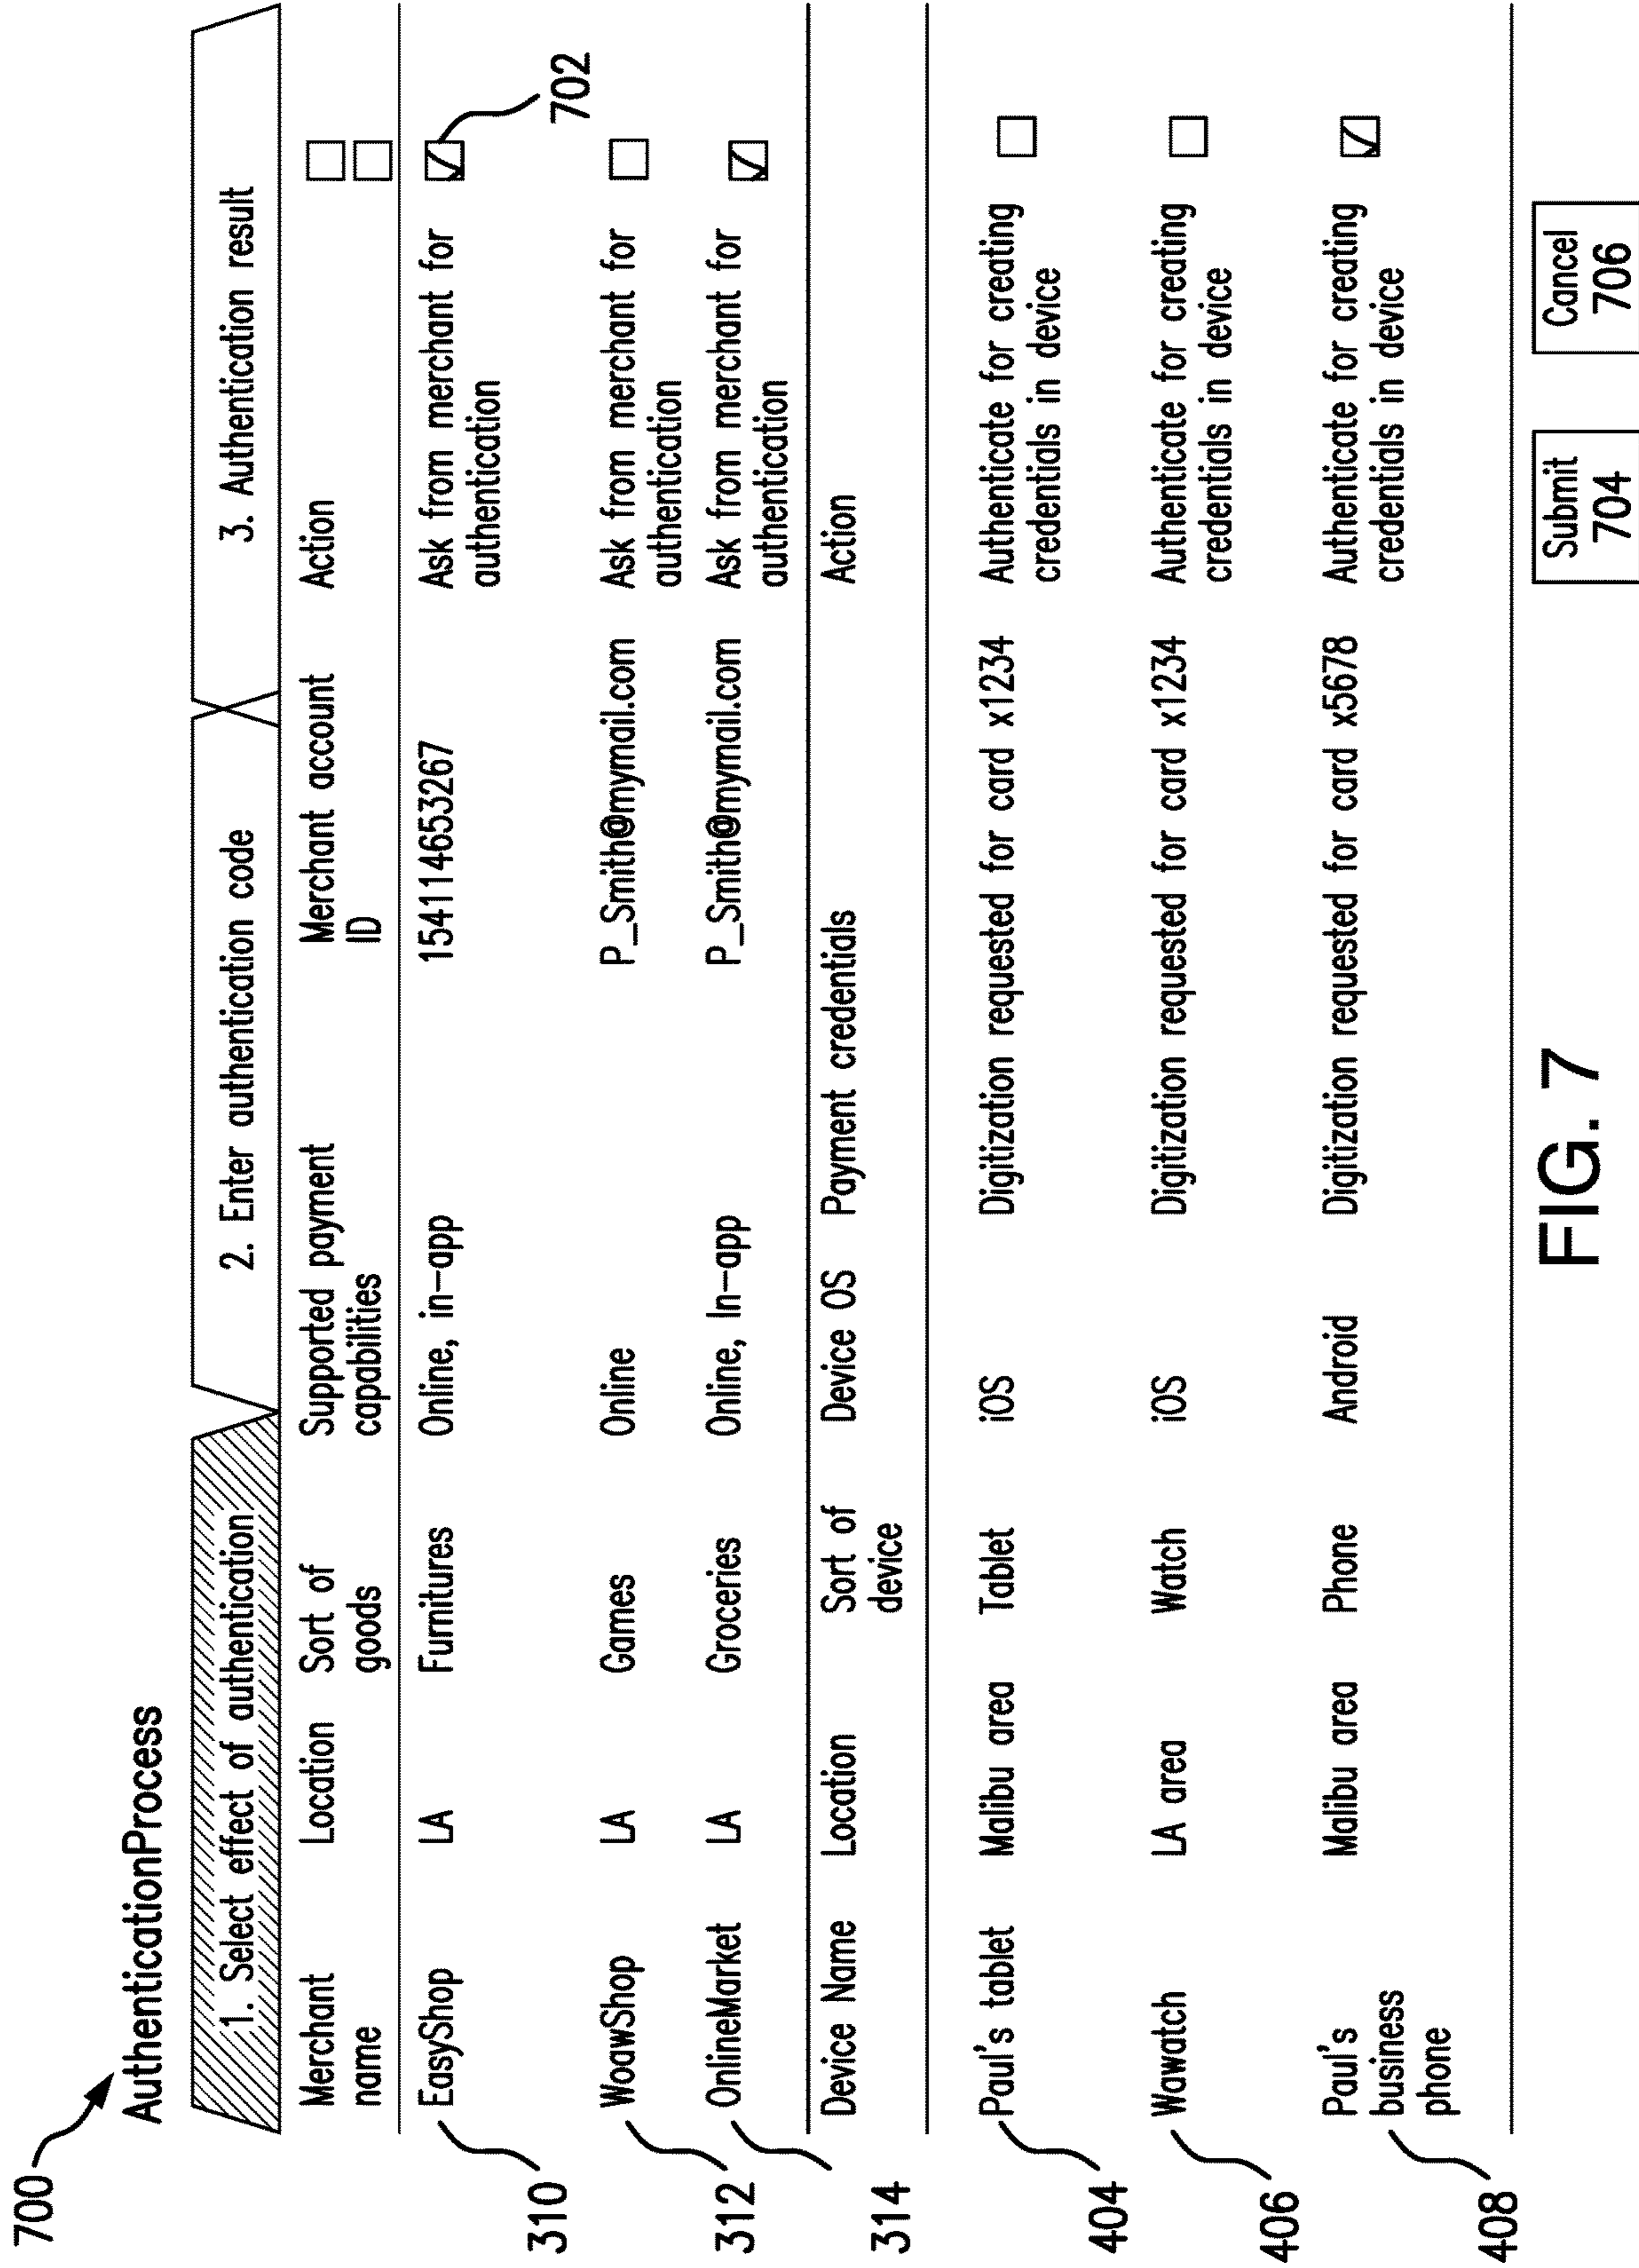 700
AuthenticationProcess
1. Select effect of authentication
2. Enter authentication code
3. Authentication result
Merchant name
Location
Sort of goods
Supported payment capabilities
Merchant account ID
Action
310
EasyShop
LA
Furnitures
Online, in-app
154114653267
Ask from merchant for authentication
702
312
WoawShop
LA
Games
Online
P_Smith@mymail.com
Ask from merchant for authentication
314
OnlineMarket
LA
Groceries
Online, In-app
P_Smith@mymail.com
Ask from merchant for authentication
Device Name
Location
Sort of device
Device OS
Payment credentials
Action
404
Paul's tablet
Malibu area
Tablet
iOS
Digitization requested for card x1234
Authenticate for creating credentials in device
406
Wawatch
LA area
Watch
iOS
Digitization requested for card x1234
Authenticate for creating credentials in device
408
Paul's business phone
Malibu area
Phone
Android
Digitization requested for card x5678
Authenticate for creating credentials in device
Submit
704
Cancel
706
FIG. 7